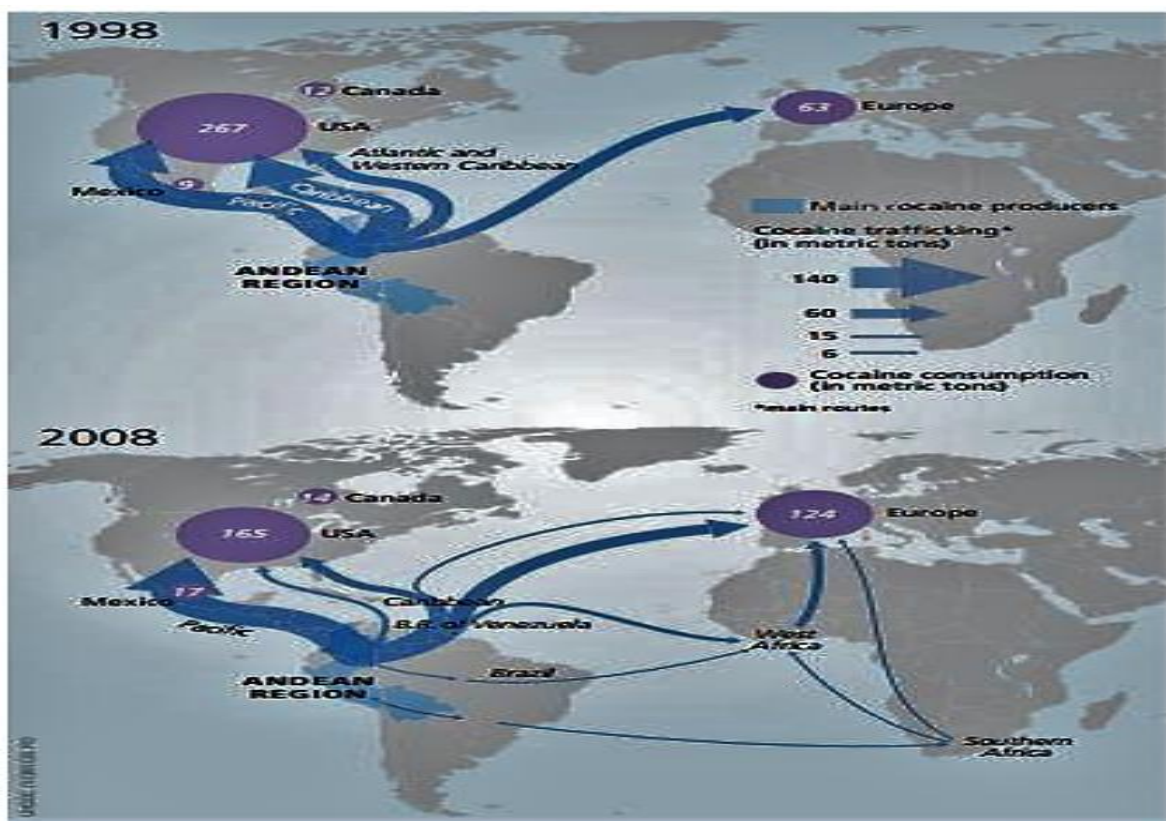 1998
12 Canada
267
USA
63
Europe
Atlantic and
Western Caribbean
Mexico
9
Pacific
Caribbean
Main cocaine producers
Cocaine trafficking*
(in metric tons)
ANDEAN
REGION
140
60
15
6
Cocaine consumption
(in metric tons)
*main routes
2008
14 Canada
165
USA
124
Europe
17
Mexico
Caribbean
Pacific
B.R. of Venezuela
West
Africa
Brazil
ANDEAN
REGION
Southern
Africa